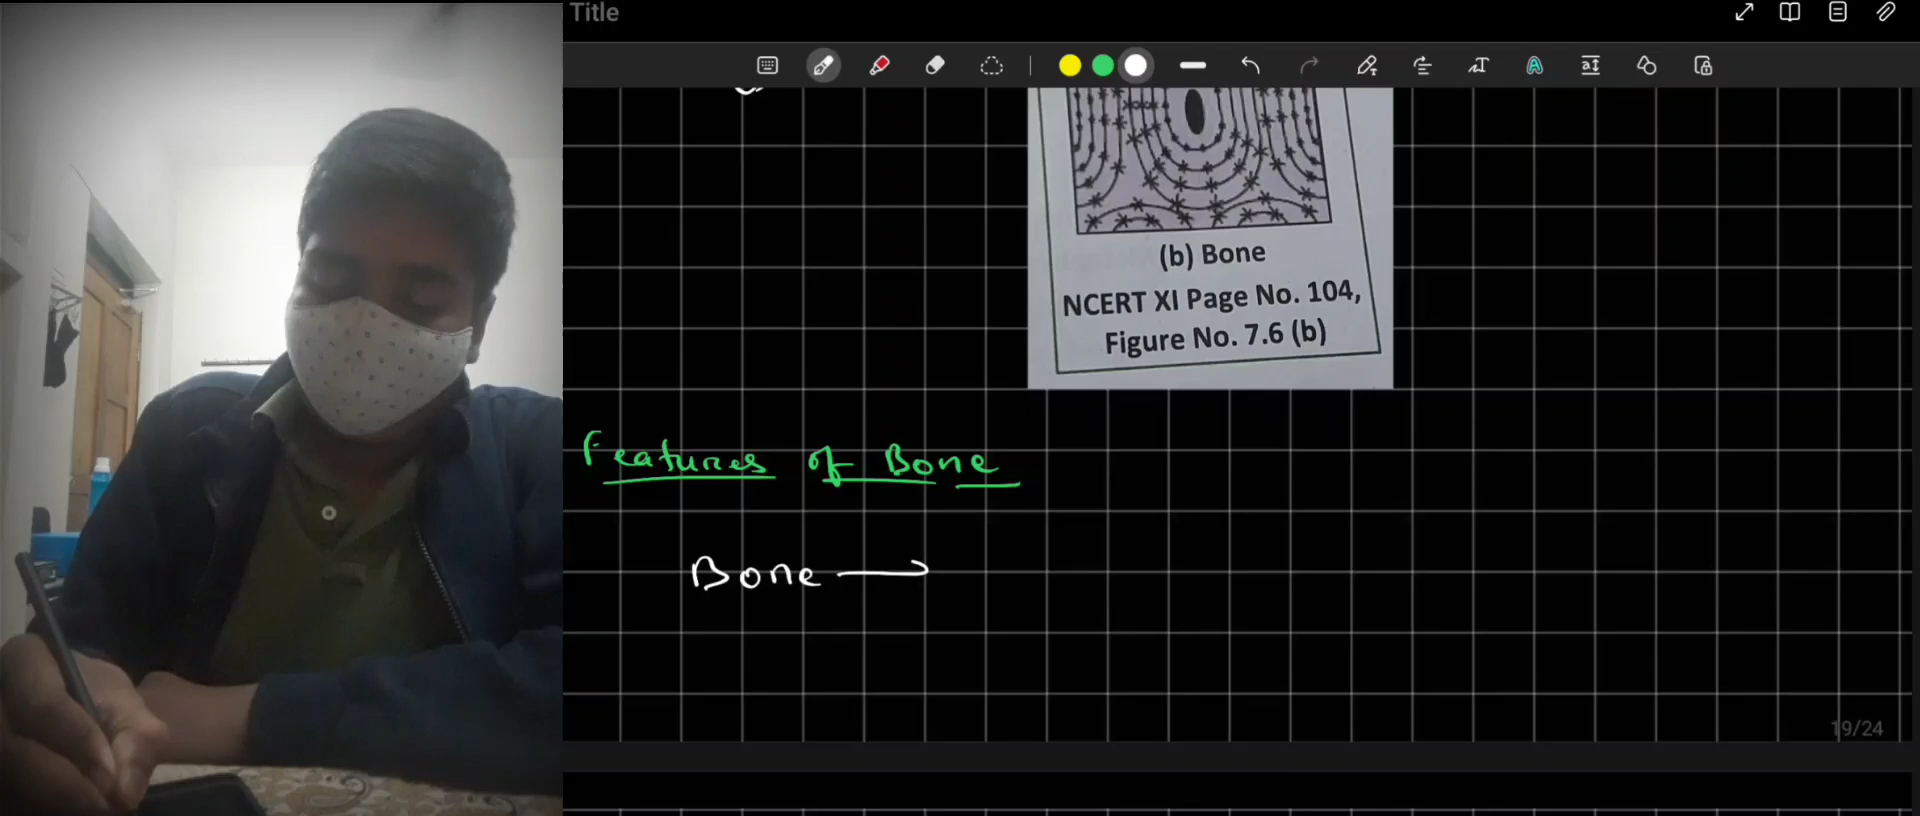 Title
(b) Bone
NCERT XI Page No. 104,
Figure No. 7.6 (b)
Features of Bone
Bone
19/24